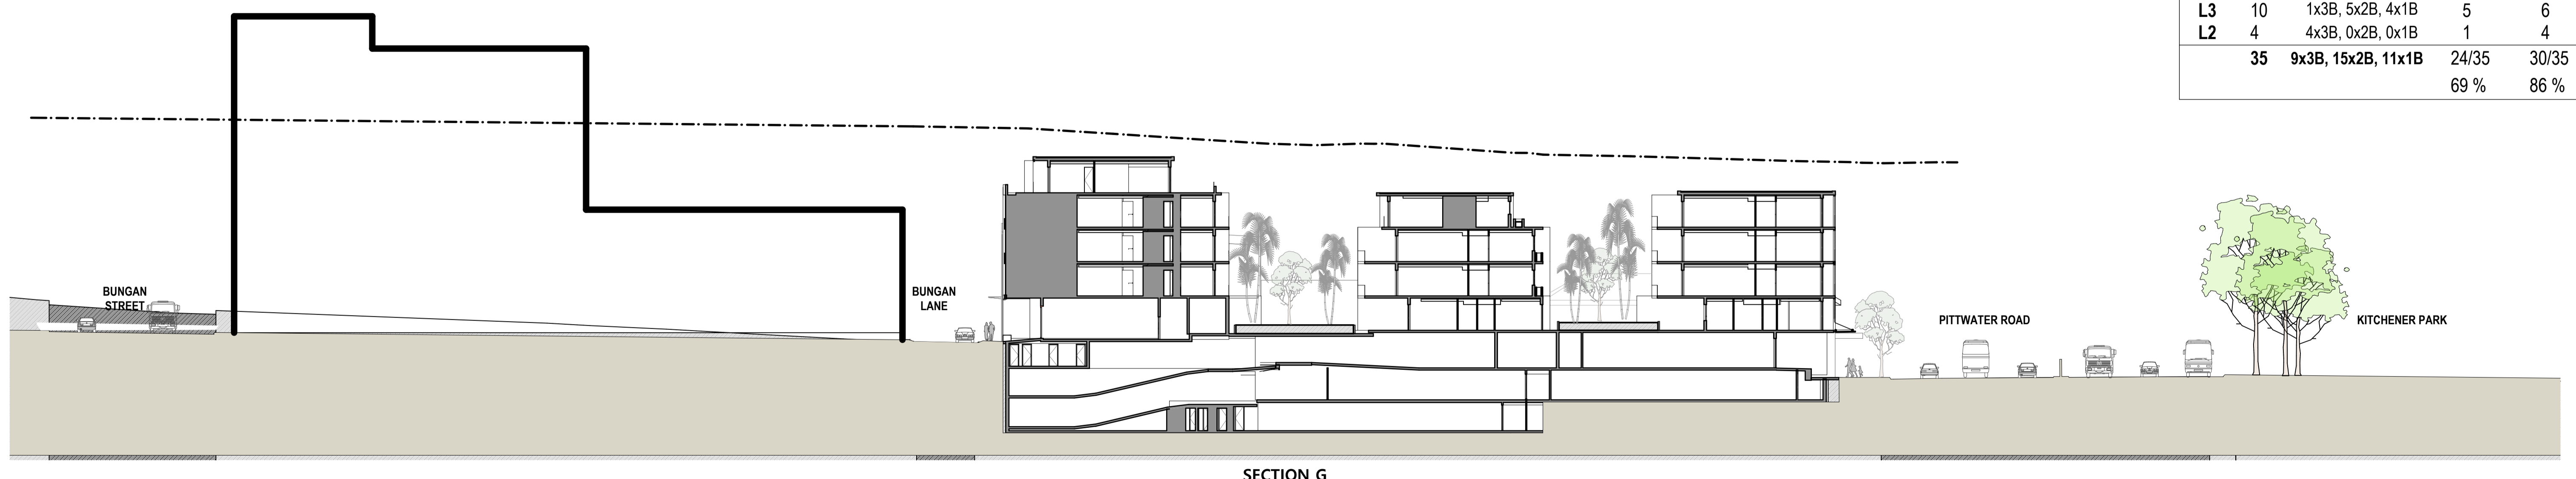 L3 10 1x3B, 5x2B, 4x1B 5 6
L2 4 4x3B, 0x2B, 0x1B 1 4
35 9x3B, 15x2B, 11x1B 24/35 30/35
69 % 86 %
BUNGAN
STREET
BUNGAN
LANE
PITTWATER ROAD
KITCHENER PARK
SECTION G